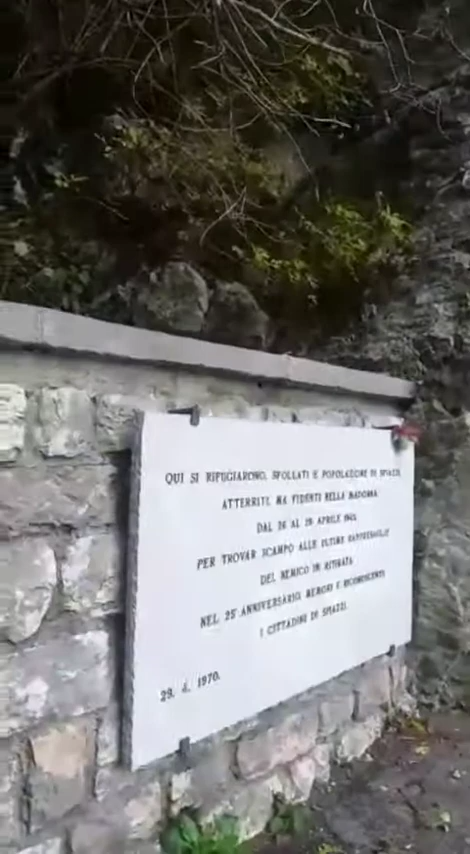 QUI SI RIFUGIARONO, SFOLLATI E POPOLAZIONE DI SPIAZZI,
ATTERRITI, MA FIDENTI NELLA MADONNA
DAL 26 AL 28 APRILE 1945
PER TROVAR SCAMPO ALLE ULTIME RAPPRESAGLIE
DEL NEMICO IN RITIRATA
NEL 25° ANNIVERSARIO, MEMORI E RICONOSCENTI
I CITTADINI DI SPIAZZI.
29. 1970.